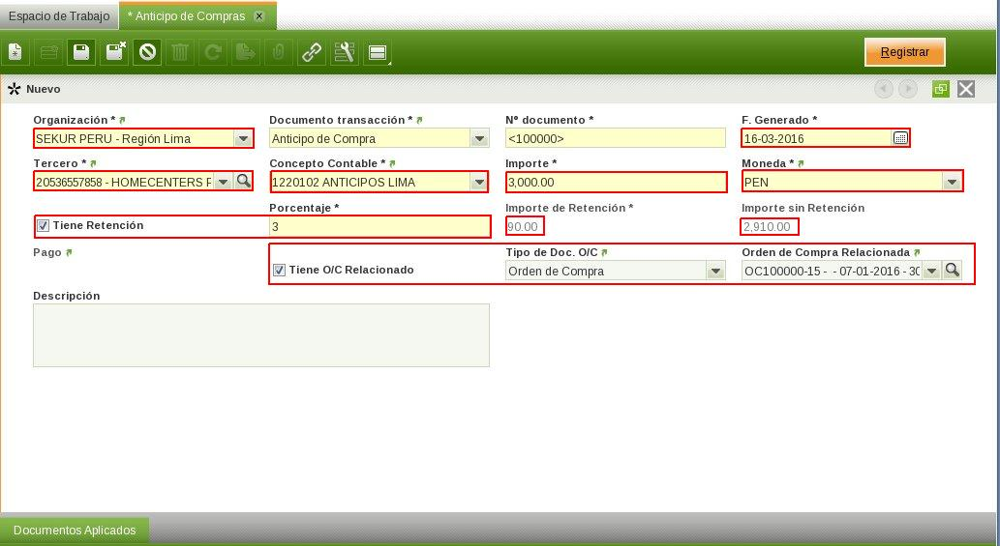 Espacio de Trabajo * Anticipo de Compras x
Registrar
Nuevo
Organización * Documento transacción * Nº documento * F. Generado *
SEKUR PERU - Región Lima Anticipo de Compra <100000> 16-03-2016
Tercero * Concepto Contable * Importe * Moneda *
20536557858 - HOMECENTERS F 1220102 ANTICIPOS LIMA 3,000.00 PEN
Porcentaje * Importe de Retención * Importe sin Retención
Tiene Retención 3 90.00 2,910.00
Pago Tipo de Doc. O/C Orden de Compra Relacionada
Tiene O/C Relacionado Orden de Compra OC100000-15 - - 07-01-2016 - 30
Descripción
Documentos Aplicados